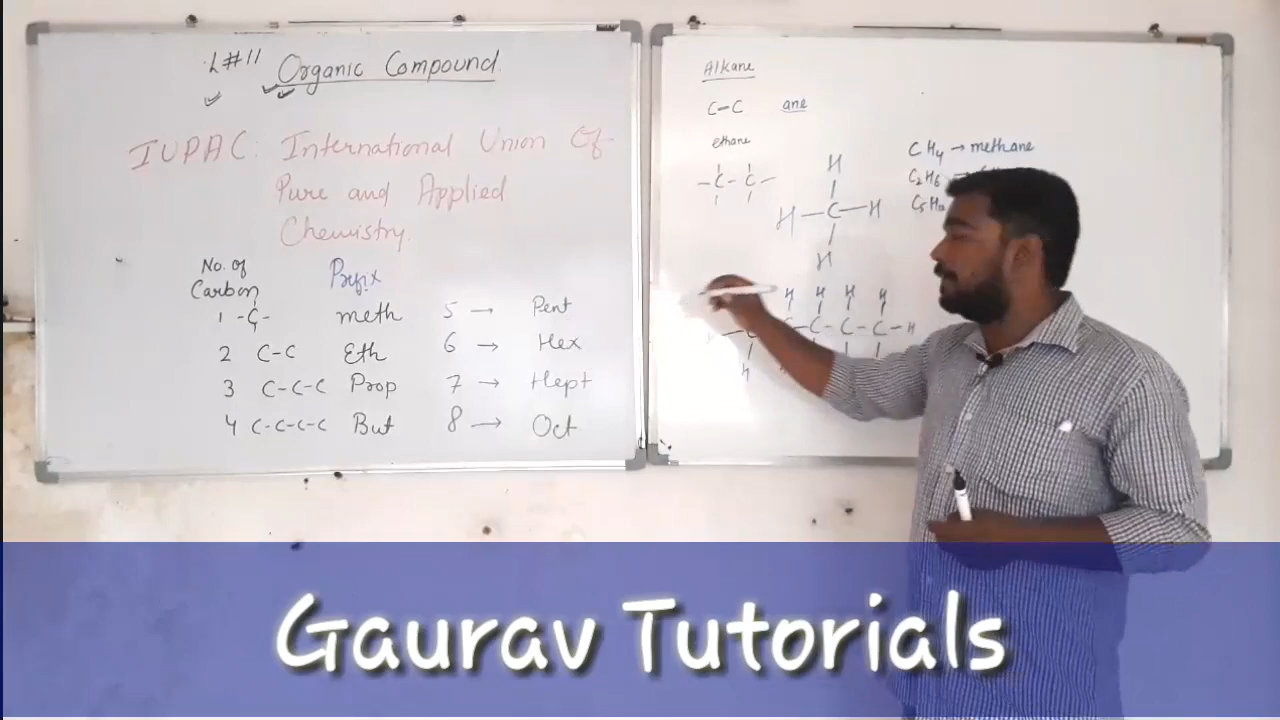 L#11 Organic Compound
IUPAC: International Union Of
Pure and Applied
Chemistry.
No. of
Carbon
Prefix
1 -C- meth
2 C-C Eth
3 C-C-C Prop
4 C-C-C-C But
5 → Pent
6 → Hex
7 → Hept
8 → Oct
Alkane
C-C ane
ethane
-C-C-
H
H-C-H
H
CH4 → methane
C2H6 →
H H H H
C-C-C-H
H
Gaurav Tutorials